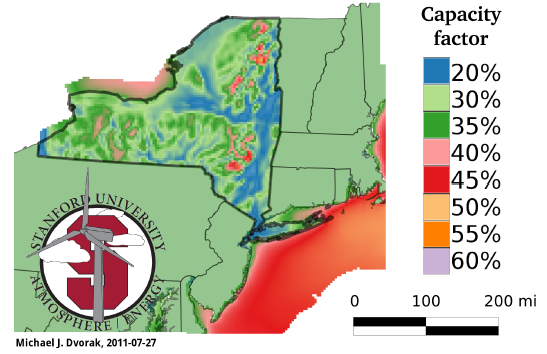 Capacity
factor
20%
30%
35%
40%
45%
50%
55%
60%
STANFORD UNIVERSITY
S
ATMOSPHERE / ENERGY
0 100 200 mi
Michael J. Dvorak, 2011-07-27